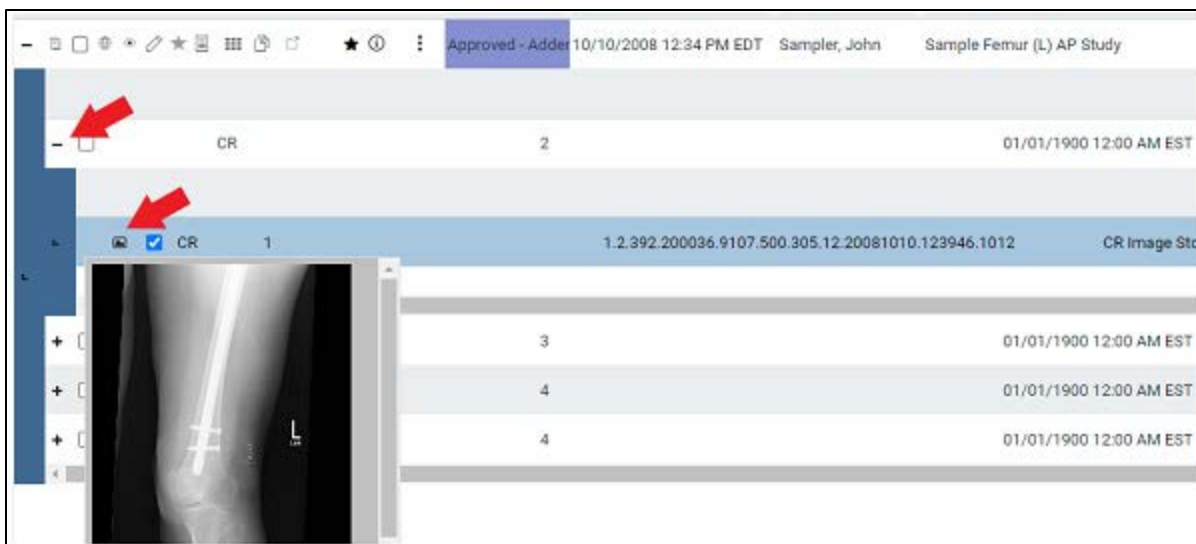 Approved - Adder 10/10/2008 12:34 PM EDT Sampler, John Sample Femur (L) AP Study
CR 2 01/01/1900 12:00 AM EST
CR 1 1.2.392.200036.9107.500.305.12.20081010.123946.1012 CR Image Sto
L
3 01/01/1900 12:00 AM EST
4 01/01/1900 12:00 AM EST
4 01/01/1900 12:00 AM EST